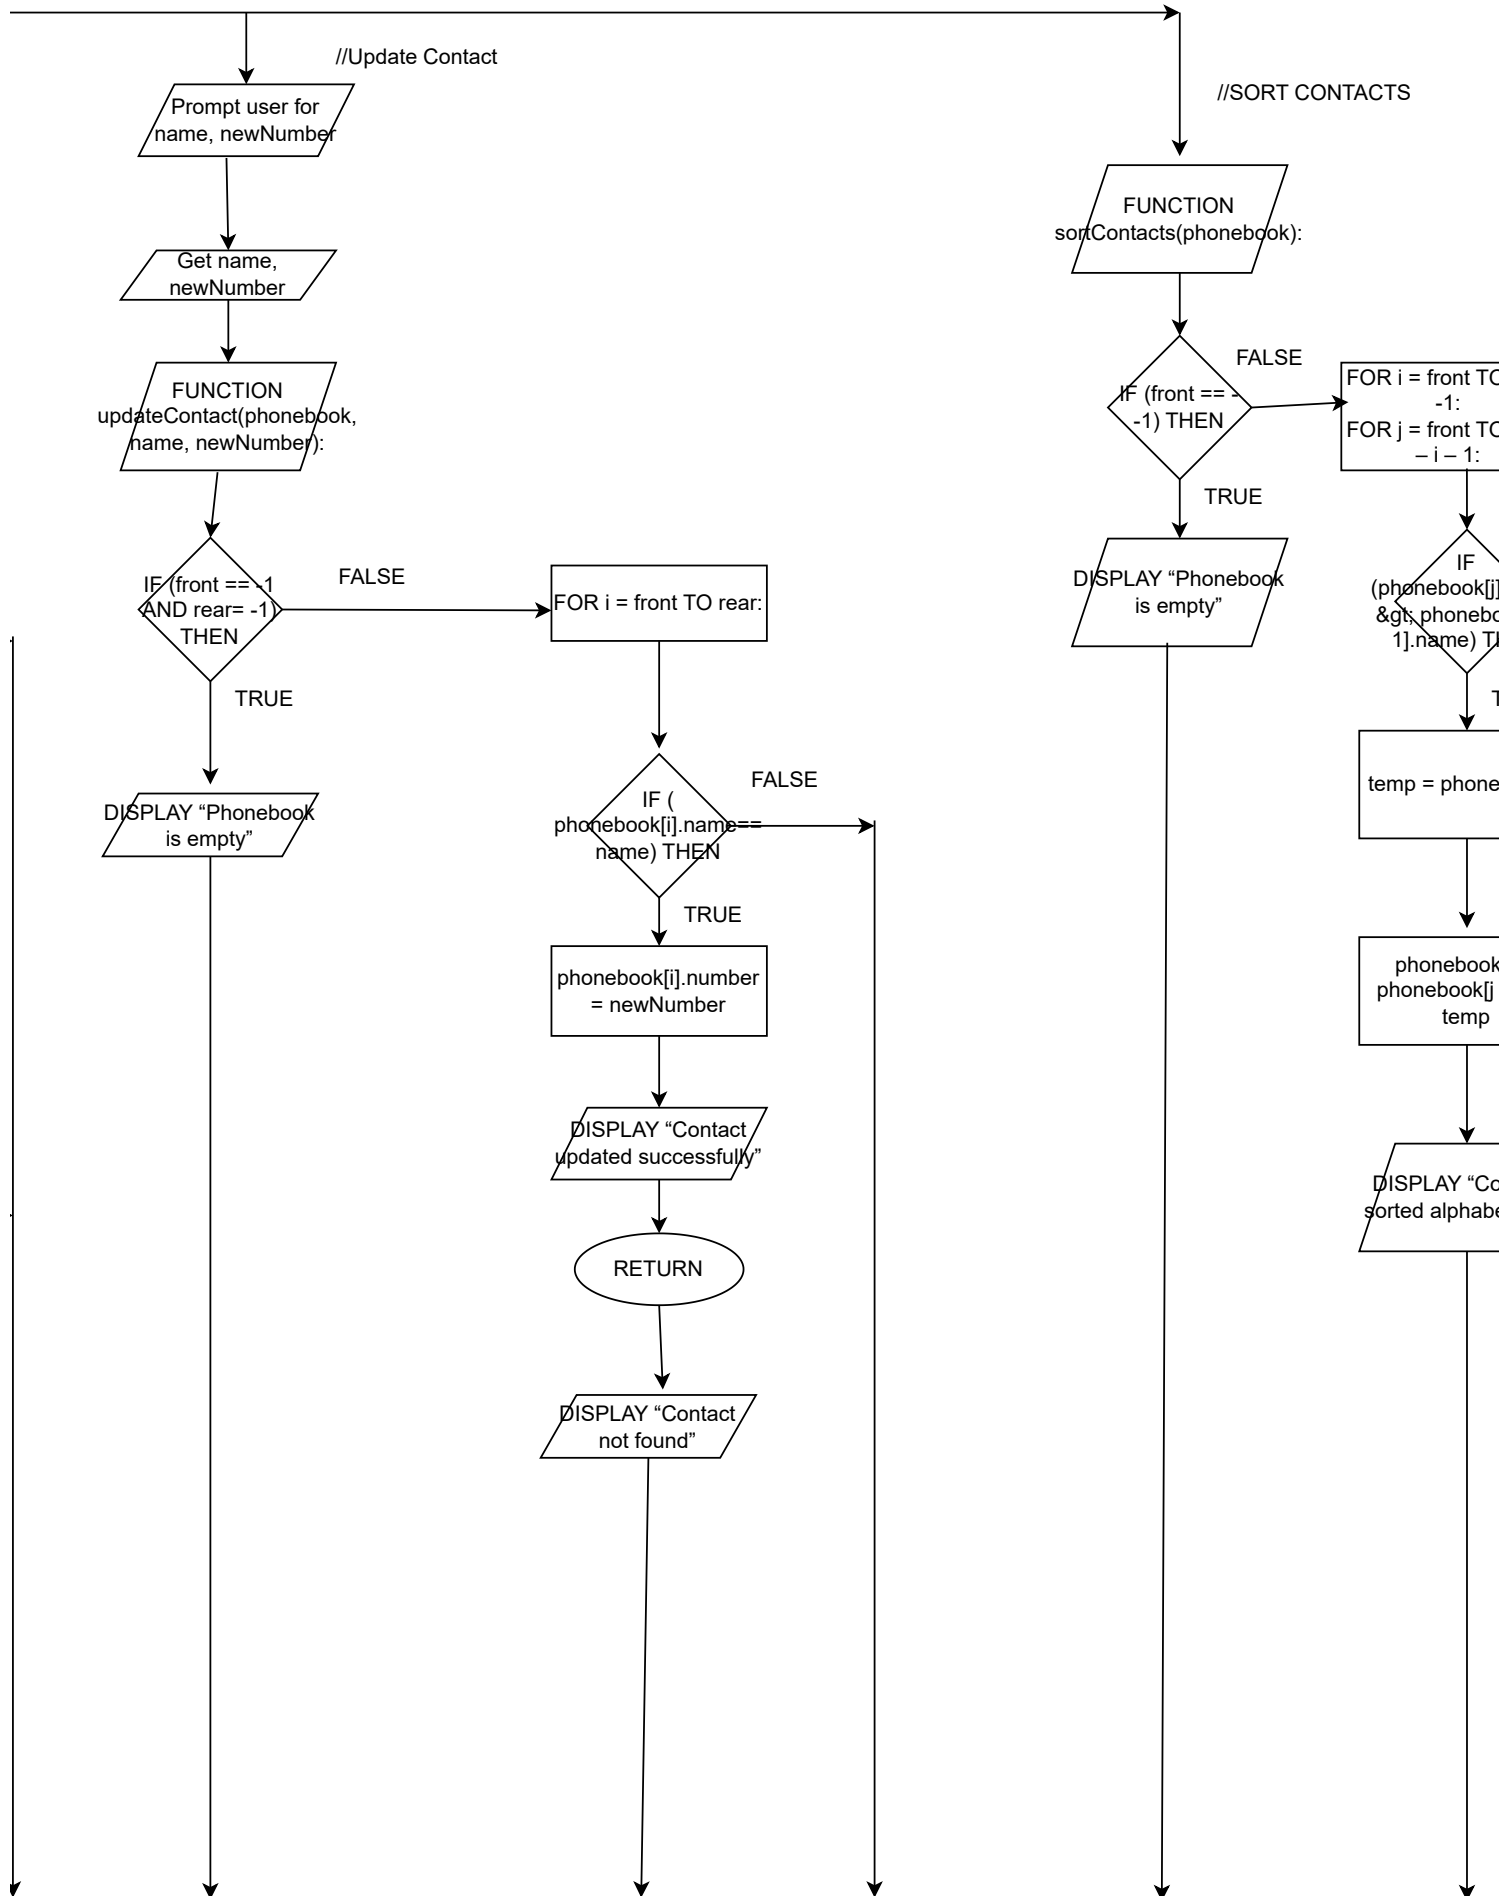 //Update Contact
Prompt user for
name, newNumber
Get name,
newNumber
FUNCTION
updateContact(phonebook,
name, newNumber):
IF (front == -1
AND rear= -1)
THEN
FALSE
TRUE
DISPLAY “Phonebook
is empty”
FOR i = front TO rear:
IF (
phonebook[i].name==
name) THEN
FALSE
TRUE
phonebook[i].number
= newNumber
DISPLAY “Contact
updated successfully”
RETURN
DISPLAY “Contact
not found”
//SORT CONTACTS
FUNCTION
sortContacts(phonebook):
IF (front == -
-1) THEN
FALSE
TRUE
DISPLAY “Phonebook
is empty”
FOR i = front TO
-1:
FOR j = front TO
– i – 1:
IF
(phonebook[j]
&gt; phonebo
1].name) T
temp = phone
phonebook
phonebook[j
temp
DISPLAY “Co
sorted alphabe